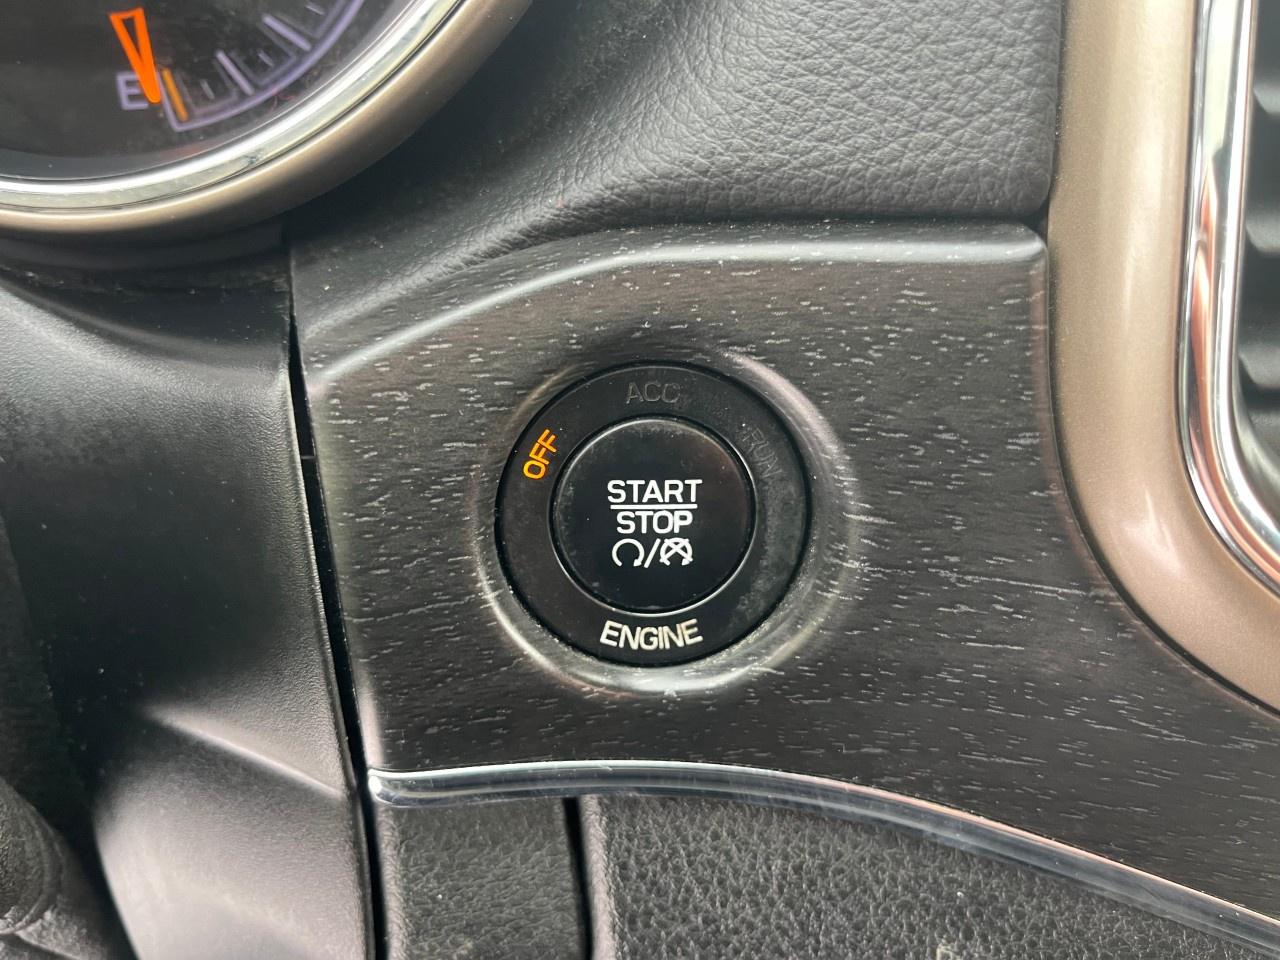 E
ACC
OFF
RUN
START
STOP
ENGINE